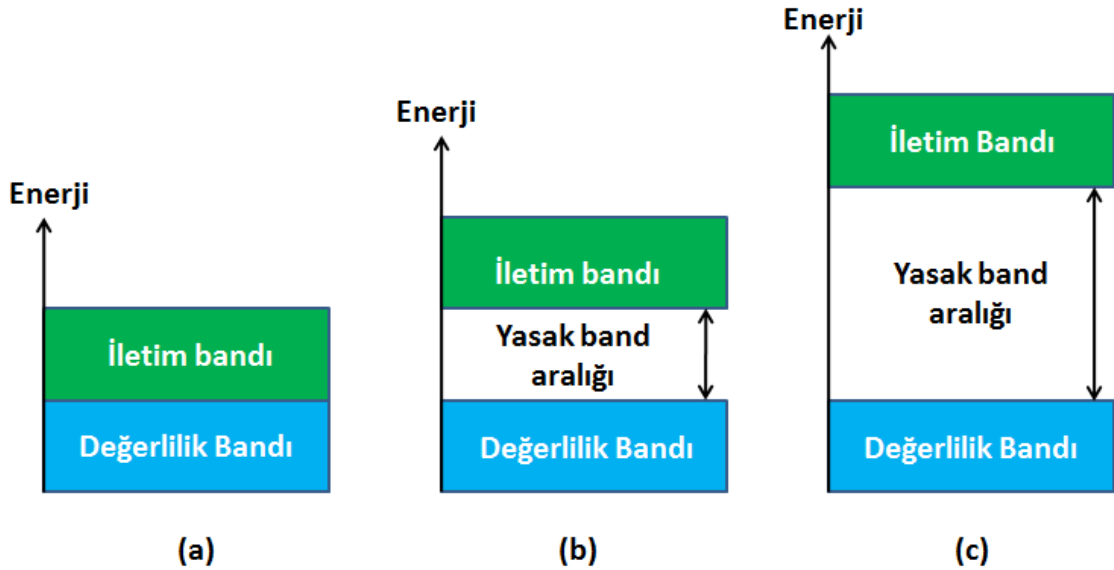 Enerji
İletim bandı
Değerlilik Bandı
(a)
Enerji
İletim bandı
Yasak band
aralığı
Değerlilik Bandı
(b)
Enerji
İletim Bandı
Yasak band
aralığı
Değerlilik Bandı
(c)